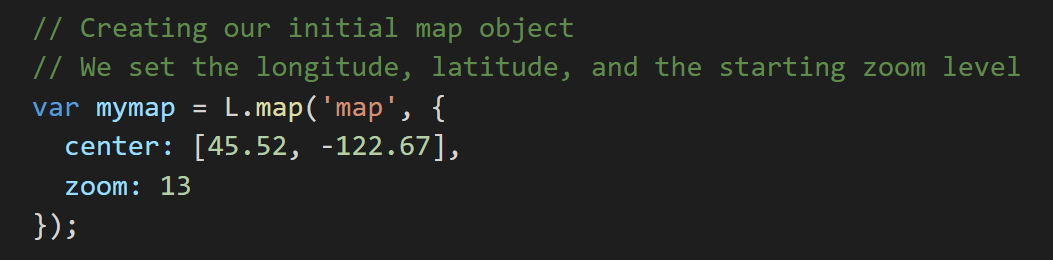 // Creating our initial map object
// We set the longitude, latitude, and the starting zoom level
var mymap = L.map('map', {
  center: [45.52, -122.67],
  zoom: 13
});